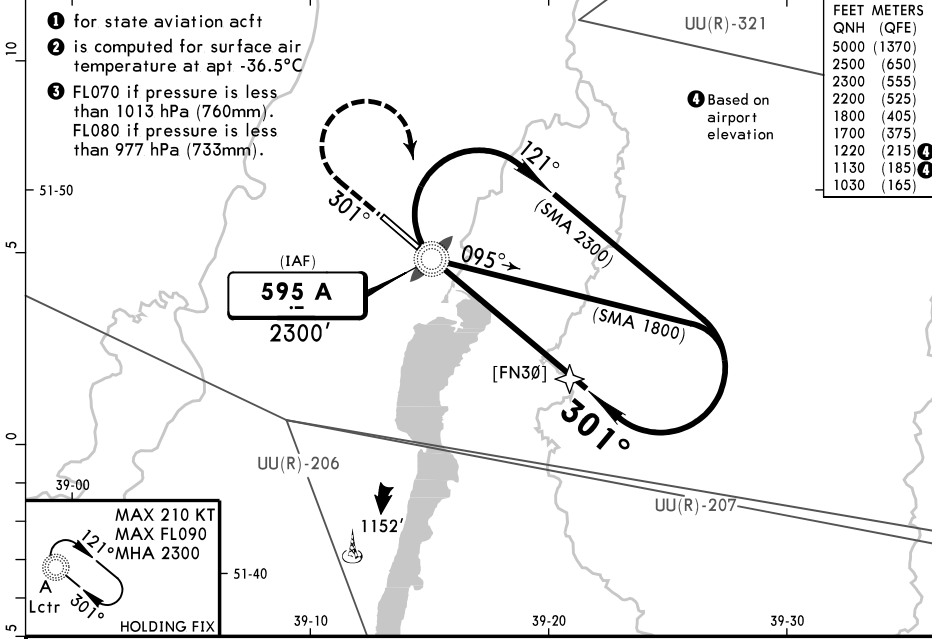 ❶ for state aviation acft
❷ is computed for surface air
temperature at apt -36.5°C
❸ FL070 if pressure is less
than 1013 hPa (760mm).
FL080 if pressure is less
than 977 hPa (733mm).
UU(R)-321
❹ Based on
airport
elevation
FEET METERS
QNH (QFE)
5000 (1370)
2500 (650)
2300 (555)
2200 (525)
1800 (405)
1700 (375)
1220 (215) ❹
1130 (185) ❹
1030 (165)
10
51-50
5
0
5
301°
121°
(SMA 2300)
095°
(SMA 1800)
(IAF)
595 A
2300'
[FN3Ø]
301°
UU(R)-206
UU(R)-207
1152'
39-00
MAX 210 KT
MAX FL090
MHA 2300
121°
A
Lctr
301°
HOLDING FIX
51-40
39-10
39-20
39-30